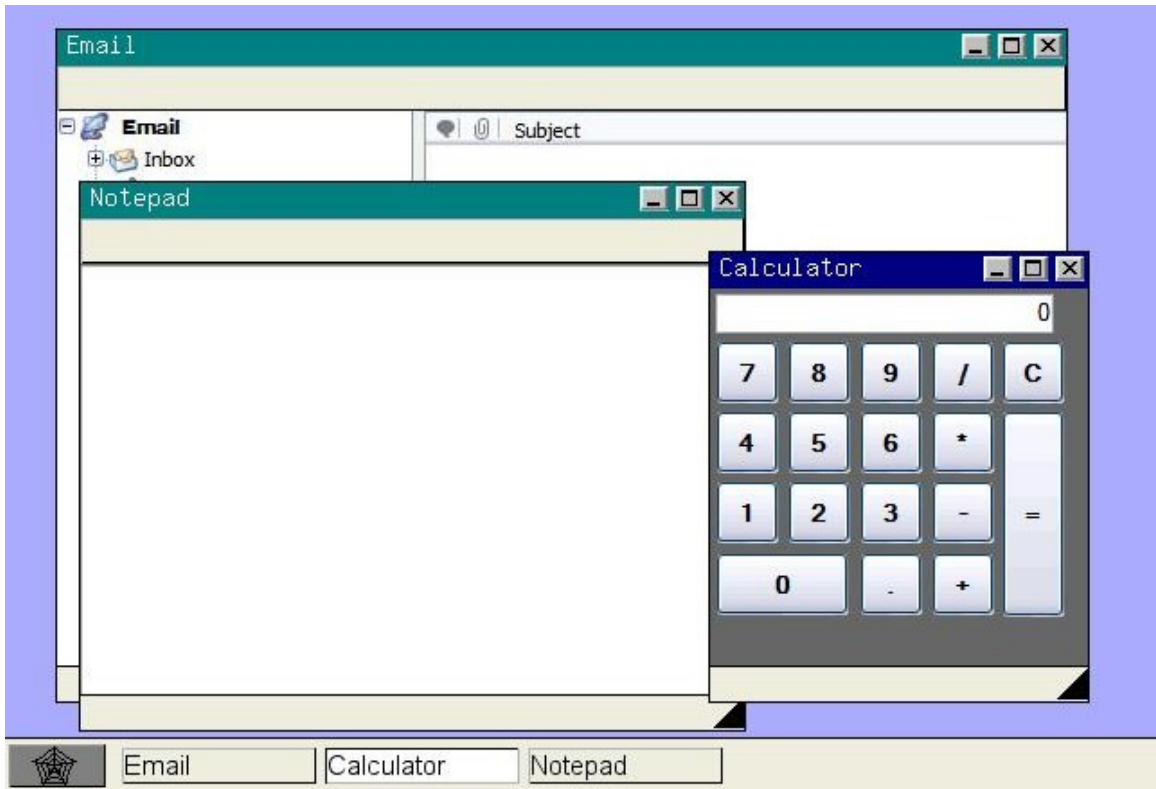 Email
Email
Subject
Inbox
Notepad
Calculator
0
7 8 9 / C
4 5 6 *
1 2 3 - =
0 . +
Email Calculator Notepad